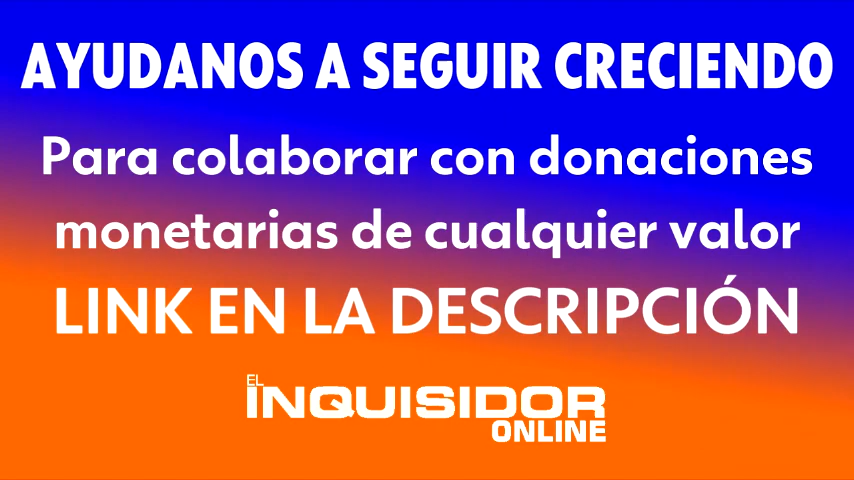 AYUDANOS A SEGUIR CRECIENDO
Para colaborar con donaciones
monetarias de cualquier valor
LINK EN LA DESCRIPCIÓN
EL
INQUISIDOR
ONLINE